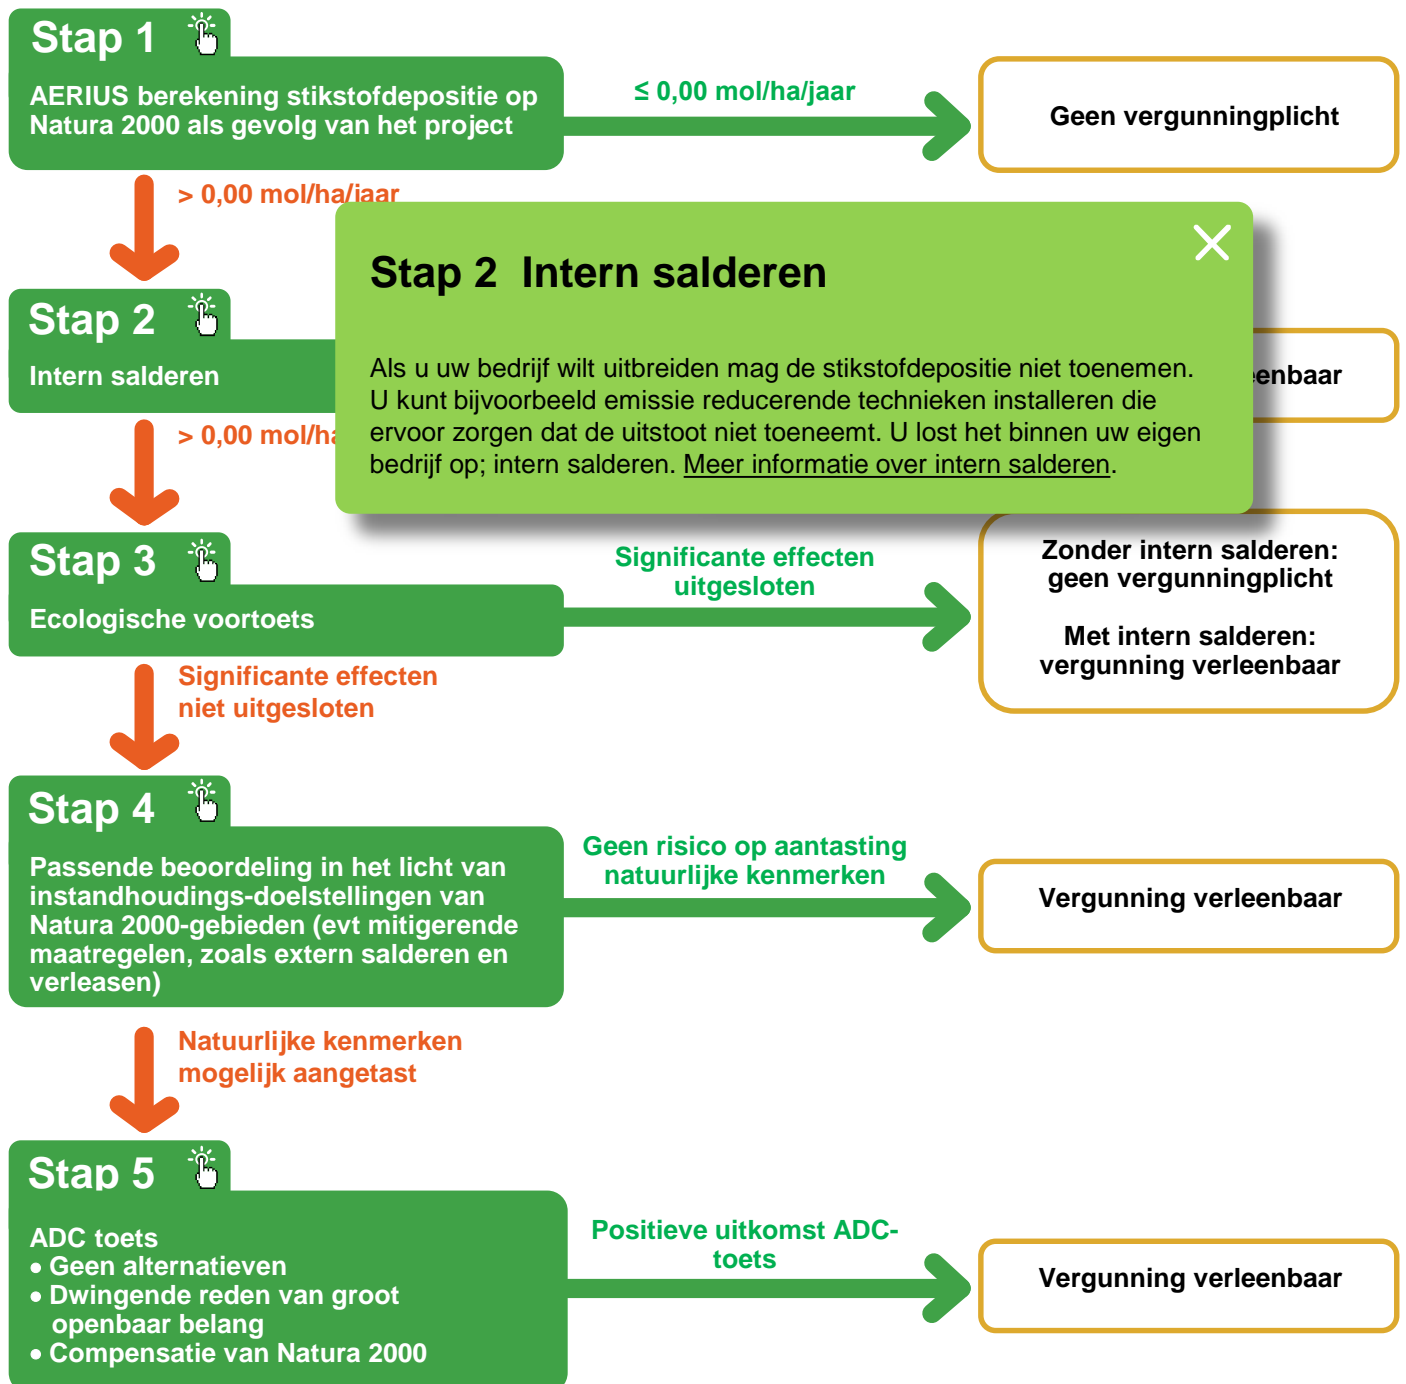 Stap 1
AERIUS berekening stikstofdepositie op
Natura 2000 als gevolg van het project
≤ 0,00 mol/ha/jaar
Geen vergunningplicht
> 0,00 mol/ha/jaar
Stap 2
Intern salderen
Stap 2 Intern salderen
Als u uw bedrijf wilt uitbreiden mag de stikstofdepositie niet toenemen.
U kunt bijvoorbeeld emissie reducerende technieken installeren die
ervoor zorgen dat de uitstoot niet toeneemt. U lost het binnen uw eigen
bedrijf op; intern salderen. Meer informatie over intern salderen.
> 0,00 mol/ha
Stap 3
Ecologische voortoets
Significante effecten
uitgesloten
Zonder intern salderen:
geen vergunningplicht
Met intern salderen:
vergunning verleenbaar
Significante effecten
niet uitgesloten
Stap 4
Passende beoordeling in het licht van
instandhoudings-doelstellingen van
Natura 2000-gebieden (evt mitigerende
maatregelen, zoals extern salderen en
verleasen)
Geen risico op aantasting
natuurlijke kenmerken
Vergunning verleenbaar
Natuurlijke kenmerken
mogelijk aangetast
Stap 5
ADC toets
• Geen alternatieven
• Dwingende reden van groot
openbaar belang
• Compensatie van Natura 2000
Positieve uitkomst ADC-
toets
Vergunning verleenbaar